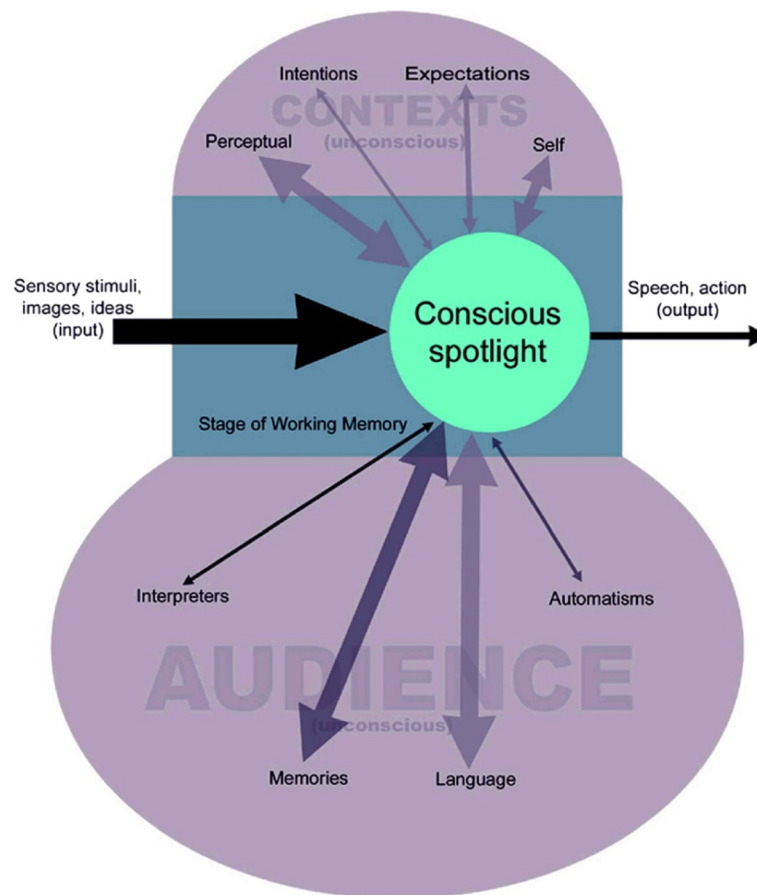 Intentions
Expectations
CONTEXTS
(unconscious)
Perceptual
Self
Sensory stimuli,
images, ideas
(input)
Conscious
spotlight
Speech, action
(output)
Stage of Working Memory
Interpreters
Automatisms
AUDIENCE
(unconscious)
Memories
Language